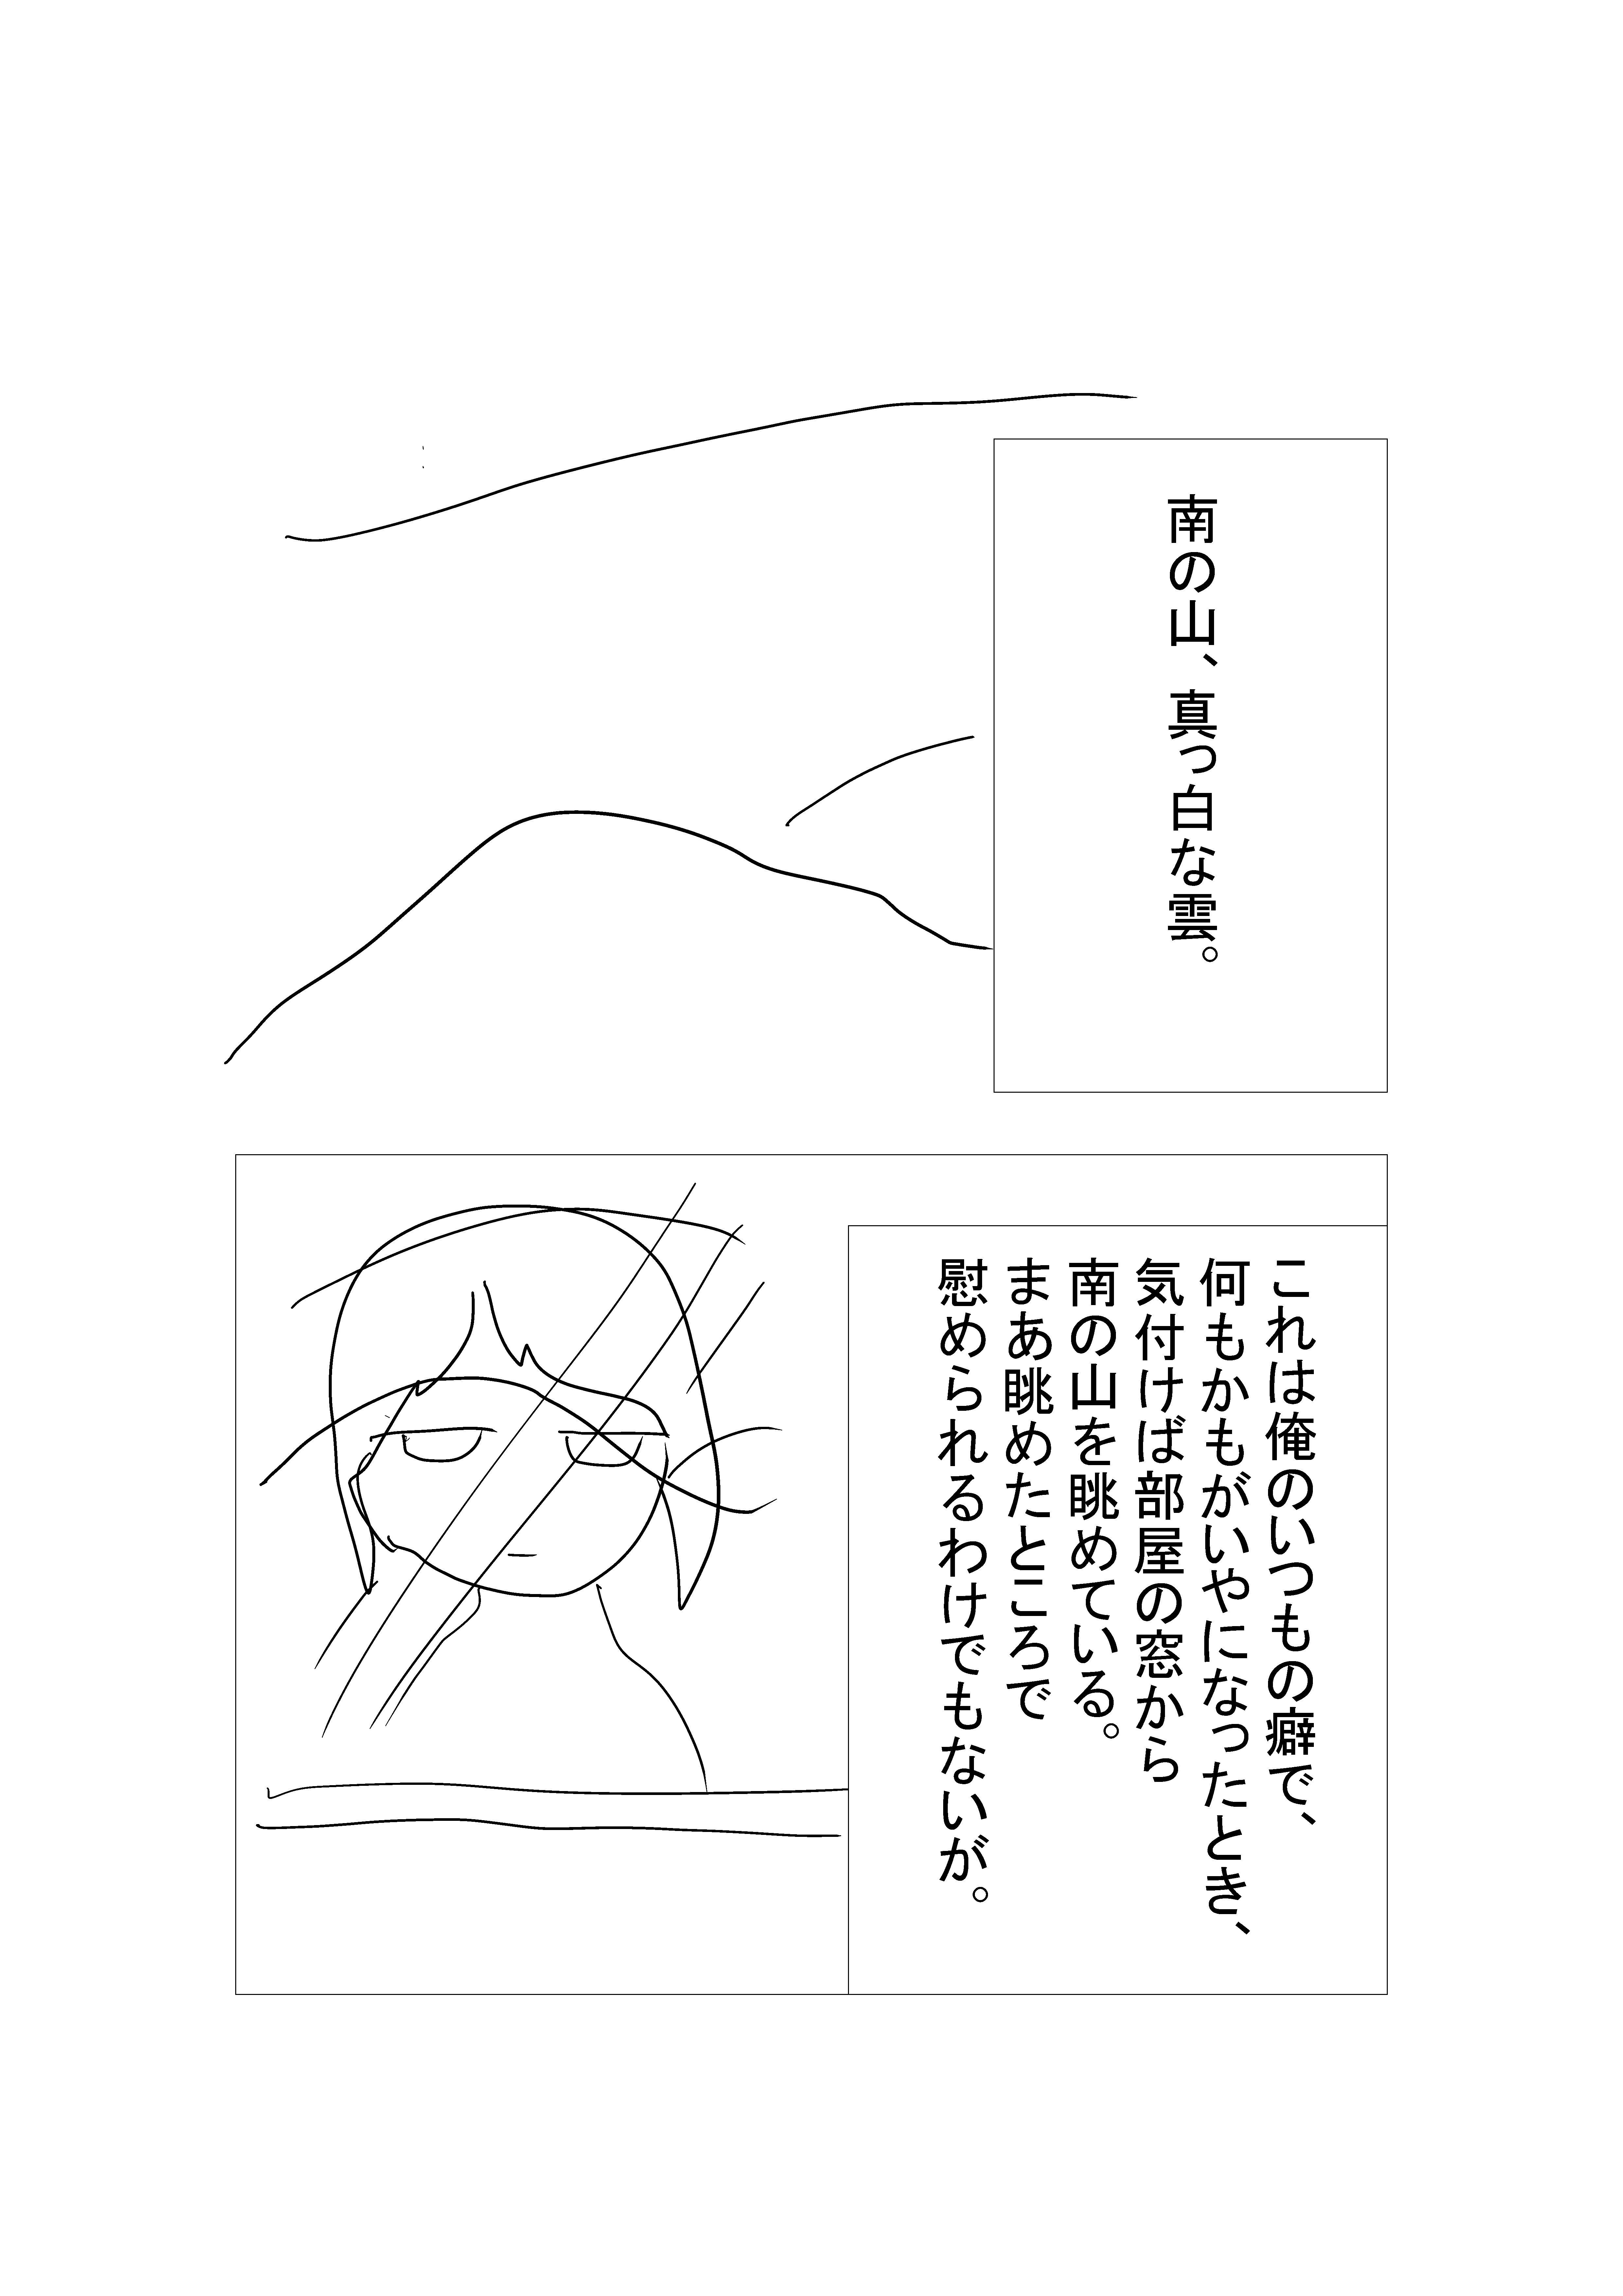 南の山、真っ白な雲。
これは俺のいつもの癖で、
何もかもがいやになったとき、
気付けば部屋の窓から
南の山を眺めている。
まあ眺めたところで
慰められるわけでもないが。